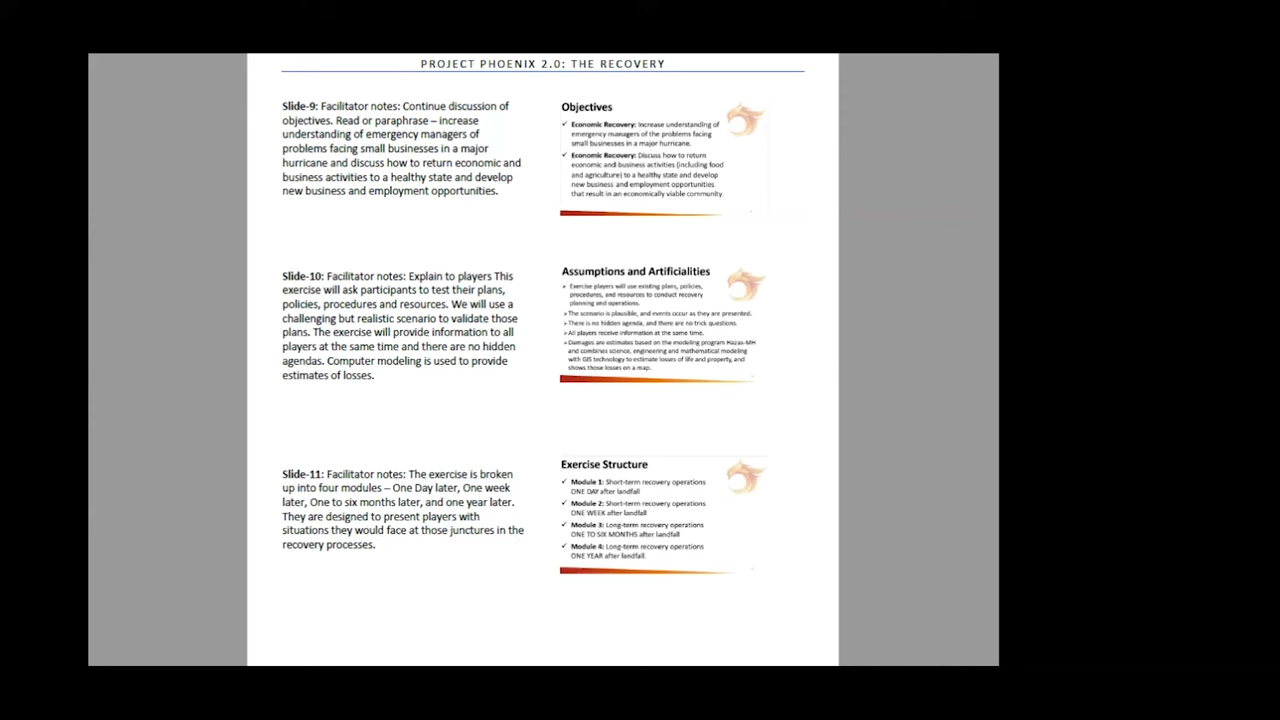 PROJECT PHOENIX 2.0: THE RECOVERY
Slide-9: Facilitator notes: Continue discussion of
objectives. Read or paraphrase – increase
understanding of emergency managers of
problems facing small businesses in a major
hurricane and discuss how to return economic and
business activities to a healthy state and develop
new business and employment opportunities.
Objectives
✓ Economic Recovery: Increase understanding of
emergency managers of the problems facing
small businesses in a major hurricane.
✓ Economic Recovery: Discuss how to return
economic and business activities (including food
and agriculture) to a healthy state and develop
new business and employment opportunities
that result in an economically viable community.
Slide-10: Facilitator notes: Explain to players This
exercise will ask participants to test their plans,
policies, procedures and resources. We will use a
challenging but realistic scenario to validate those
plans. The exercise will provide information to all
players at the same time and there are no hidden
agendas. Computer modeling is used to provide
estimates of losses.
Assumptions and Artificialities
➢ Exercise players will use existing plans, policies,
procedures, and resources to conduct recovery
planning and operations.
➢ The scenario is plausible, and events occur as they are presented.
➢ There is no hidden agenda, and there are no trick questions.
➢ All players receive information at the same time.
➢ Damages are estimates based on the modeling program Hazus-MH
and combines science, engineering and mathematical modeling
with GIS technology to estimate losses of life and property, and
shows those losses on a map.
Slide-11: Facilitator notes: The exercise is broken
up into four modules – One Day later, One week
later, One to six months later, and one year later.
They are designed to present players with
situations they would face at those junctures in the
recovery processes.
Exercise Structure
✓ Module 1: Short-term recovery operations
ONE DAY after landfall
✓ Module 2: Short-term recovery operations
ONE WEEK after landfall
✓ Module 3: Long-term recovery operations
ONE TO SIX MONTHS after landfall
✓ Module 4: Long-term recovery operations
ONE YEAR after landfall.